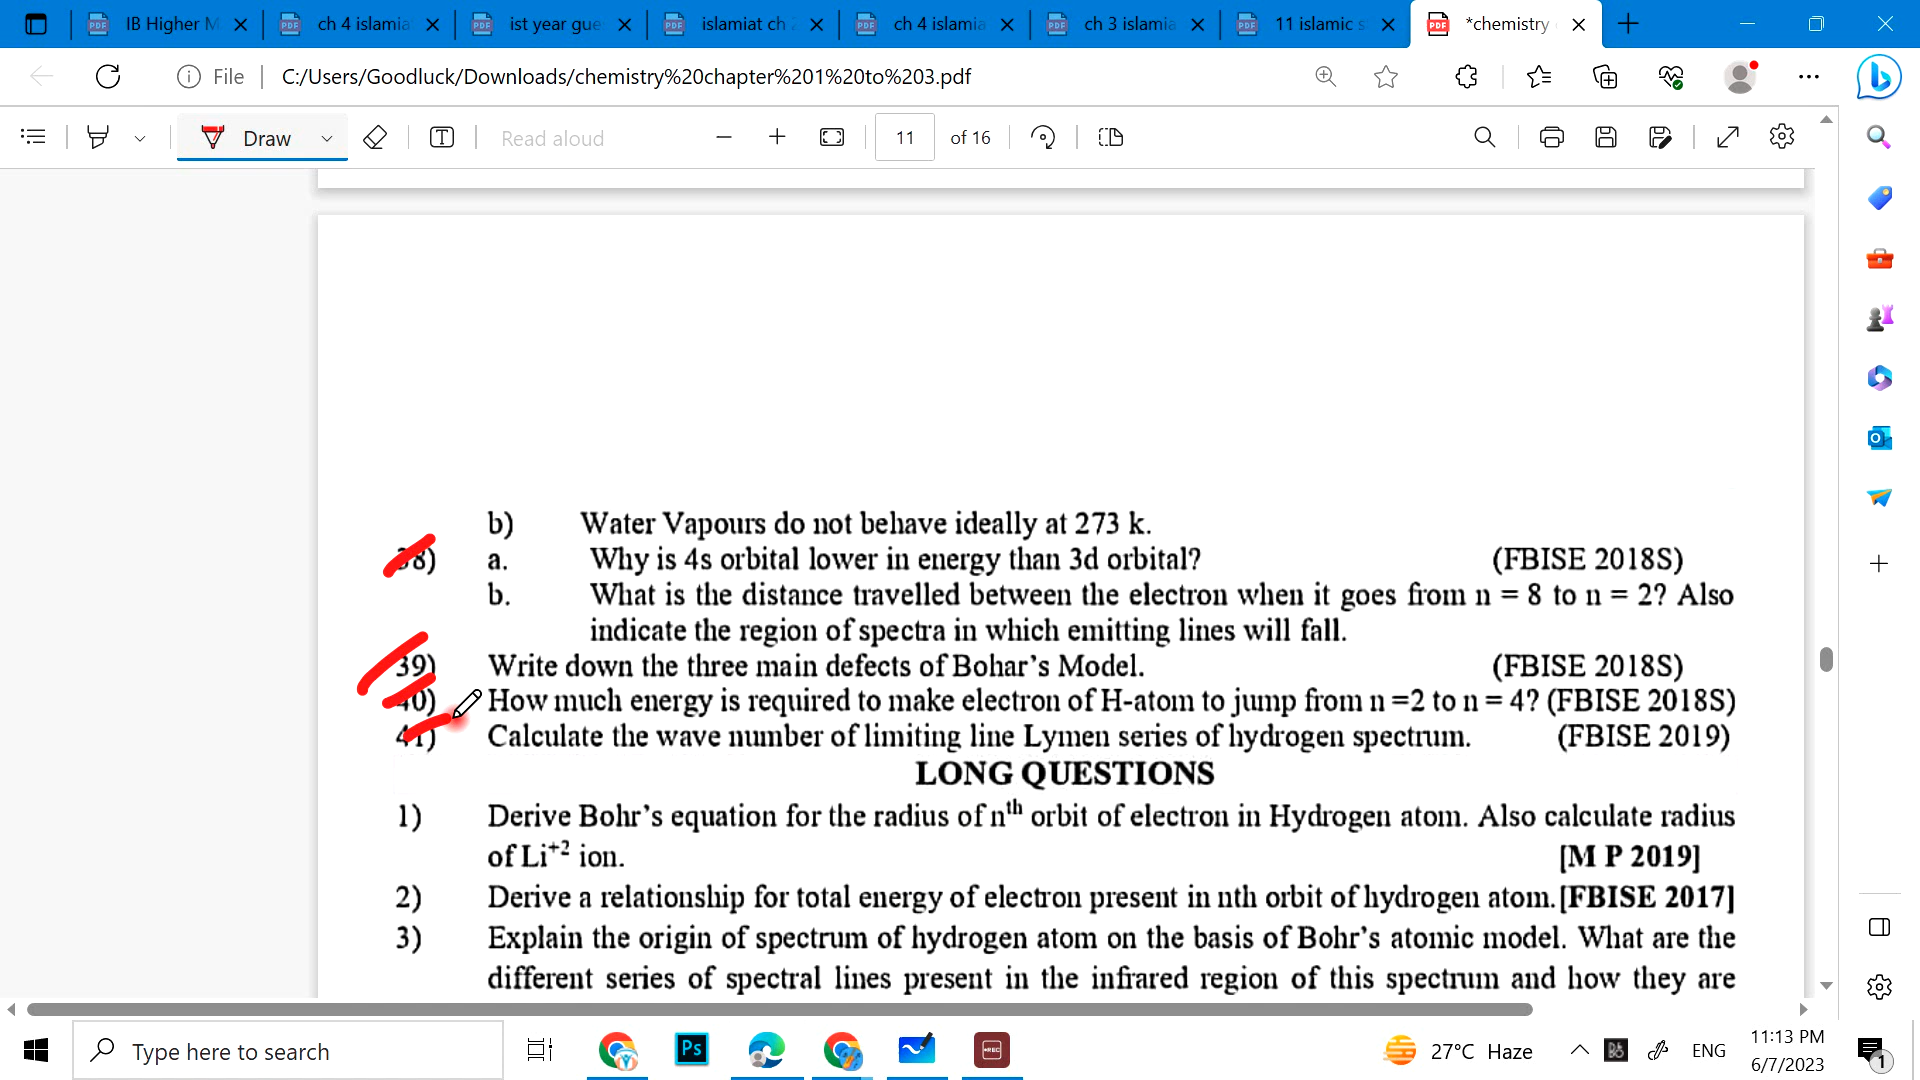 IB Higher M
ch 4 islamia
ist year gue
islamiat ch
ch 4 islamia
ch 3 islamia
11 islamic s
*chemistry
File
C:/Users/Goodluck/Downloads/chemistry%20chapter%201%20to%203.pdf
Draw
Read aloud
11
of 16
b) Water Vapours do not behave ideally at 273 k.
38) a. Why is 4s orbital lower in energy than 3d orbital? (FBISE 2018S)
b. What is the distance travelled between the electron when it goes from n = 8 to n = 2? Also
indicate the region of spectra in which emitting lines will fall.
39) Write down the three main defects of Bohar’s Model. (FBISE 2018S)
40) How much energy is required to make electron of H-atom to jump from n =2 to n = 4? (FBISE 2018S)
41) Calculate the wave number of limiting line Lymen series of hydrogen spectrum. (FBISE 2019)
LONG QUESTIONS
1) Derive Bohr’s equation for the radius of nth orbit of electron in Hydrogen atom. Also calculate radius
of Li+2 ion. [M P 2019]
2) Derive a relationship for total energy of electron present in nth orbit of hydrogen atom.[FBISE 2017]
3) Explain the origin of spectrum of hydrogen atom on the basis of Bohr’s atomic model. What are the
different series of spectral lines present in the infrared region of this spectrum and how they are
Type here to search
Ps
REC
27°C Haze
ENG
11:13 PM
6/7/2023
1